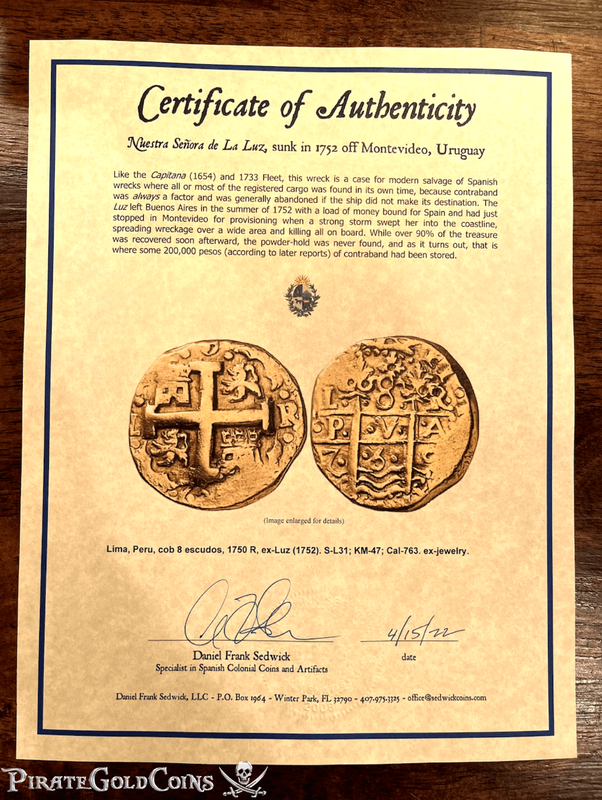 Certificate of Authenticity
Nuestra Señora de La Luz, sunk in 1752 off Montevideo, Uruguay
Like the Capitana (1654) and 1733 Fleet, this wreck is a case for modern salvage of Spanish
wrecks where all or most of the registered cargo was found in its own time, because contraband
was always a factor and was generally abandoned if the ship did not make its destination. The
Luz left Buenos Aires in the summer of 1752 with a load of money bound for Spain and had just
stopped in Montevideo for provisioning when a strong storm swept her into the coastline,
spreading wreckage over a wide area and killing all on board. While over 90% of the treasure
was recovered soon afterward, the powder-hold was never found, and as it turns out, that is
where some 200,000 pesos (according to later reports) of contraband had been stored.
R
L 8
P V A
7
(Image enlarged for details)
Lima, Peru, cob 8 escudos, 1750 R, ex-Luz (1752). S-L31; KM-47; Cal-763. ex-jewelry.
4/15/22
Daniel Frank Sedwick date
Specialist in Spanish Colonial Coins and Artifacts
Daniel Frank Sedwick, LLC - P.O. Box 1964 - Winter Park, FL 32790 - 407.975.3325 - office@sedwickcoins.com
PirateGoldCoins